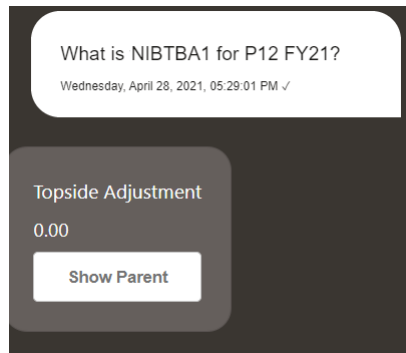 What is NIBTBA1 for P12 FY21?
Wednesday, April 28, 2021, 05:29:01 PM ✓
Topside Adjustment
0.00
Show Parent